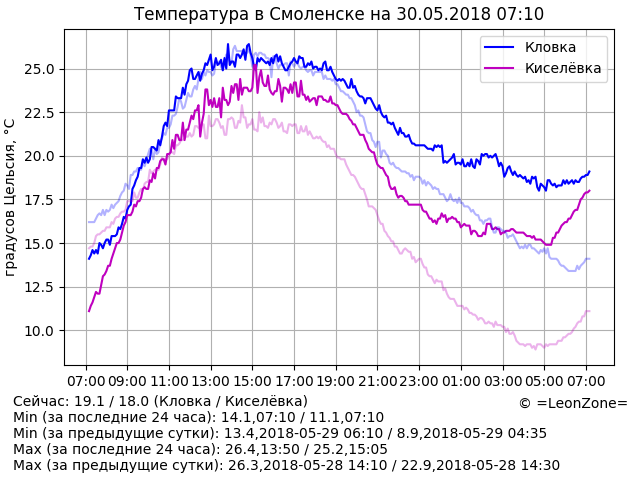 Температура в Смоленске на 30.05.2018 07:10
Кловка
Киселёвка
градусов Цельсия, °C
25.0
22.5
20.0
17.5
15.0
12.5
10.0
07:00 09:00 11:00 13:00 15:00 17:00 19:00 21:00 23:00 01:00 03:00 05:00 07:00
Сейчас: 19.1 / 18.0 (Кловка / Киселёвка)
© =LeonZone=
Min (за последние 24 часа): 14.1,07:10 / 11.1,07:10
Min (за предыдущие сутки): 13.4,2018-05-29 06:10 / 8.9,2018-05-29 04:35
Max (за последние 24 часа): 26.4,13:50 / 25.2,15:05
Max (за предыдущие сутки): 26.3,2018-05-28 14:10 / 22.9,2018-05-28 14:30